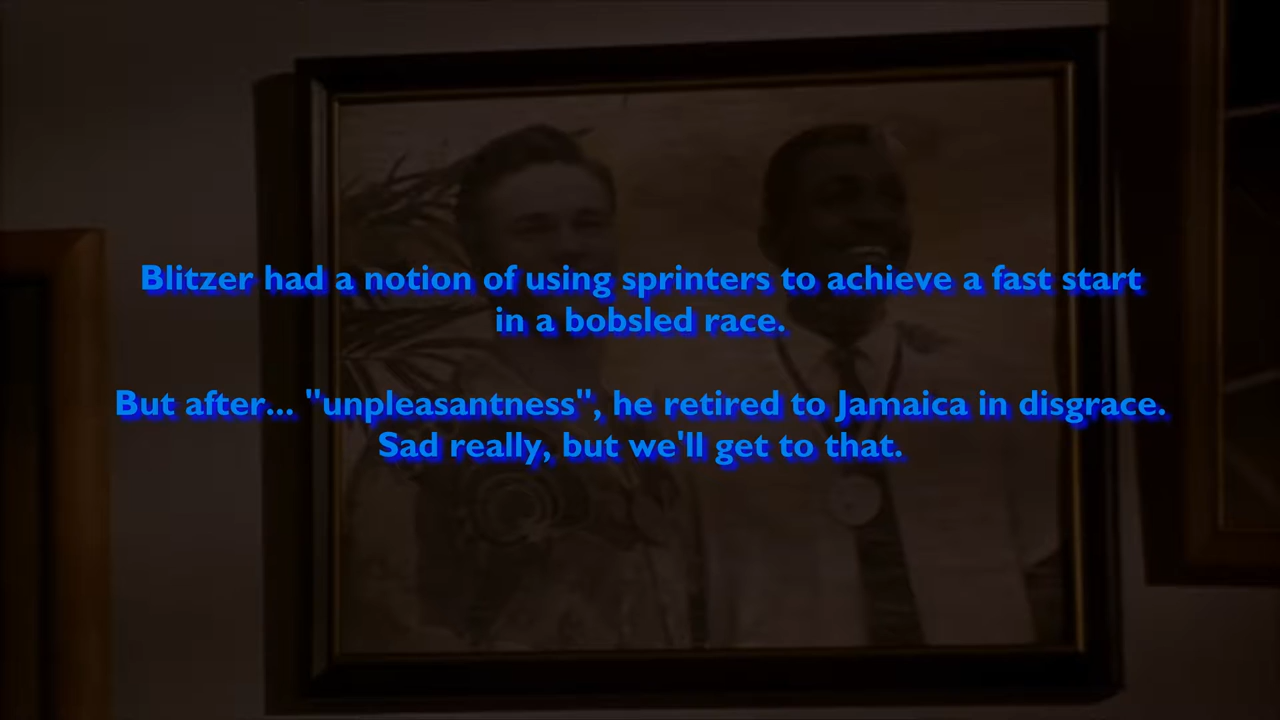 Blitzer had a notion of using sprinters to achieve a fast start
in a bobsled race.
But after... "unpleasantness", he retired to Jamaica in disgrace.
Sad really, but we'll get to that.